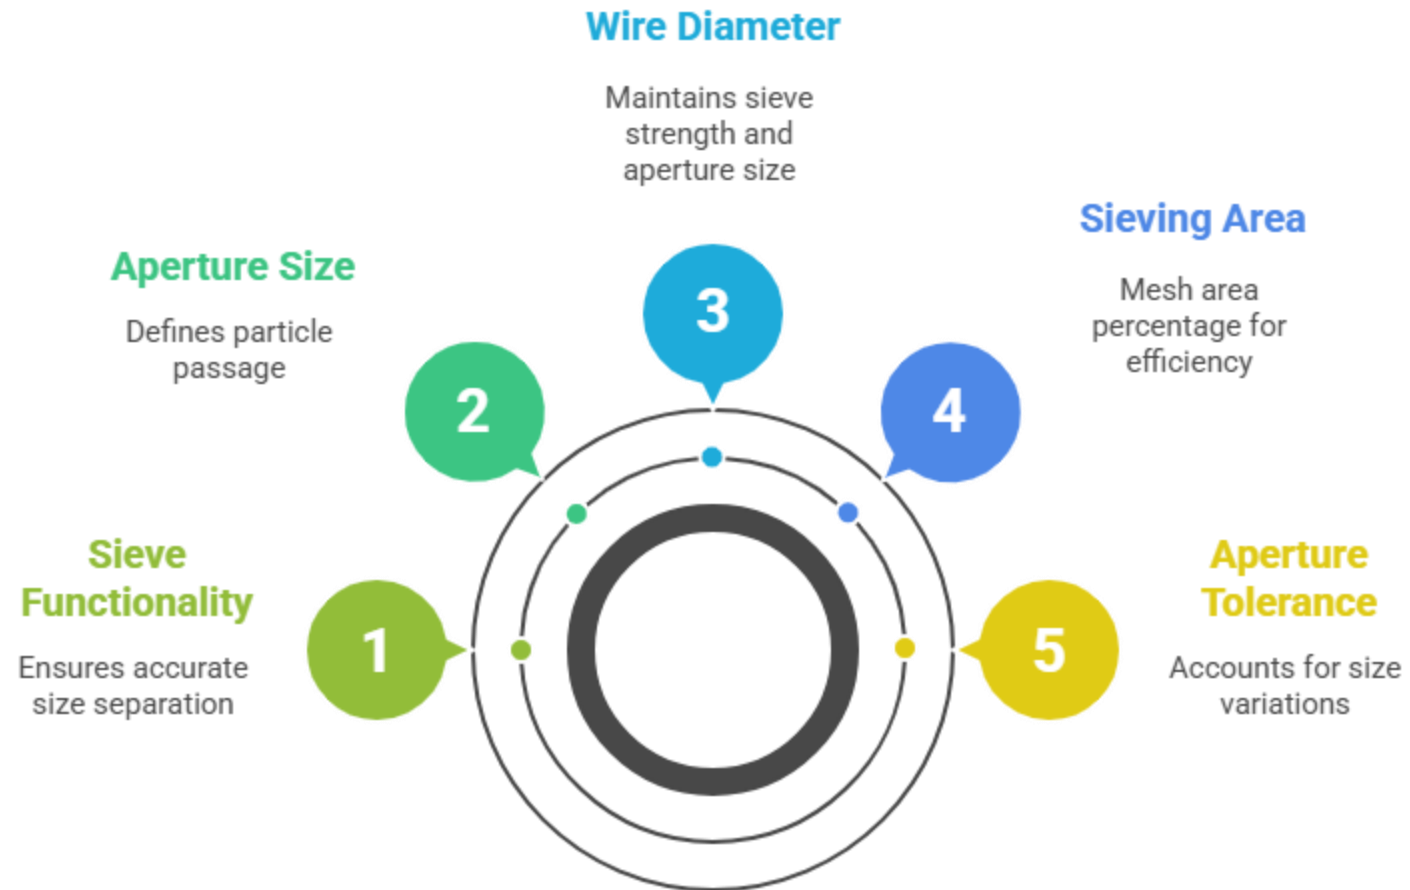 Sieve
Functionality
Ensures accurate
size separation
1
Aperture Size
Defines particle
passage
2
Wire Diameter
Maintains sieve
strength and
aperture size
3
Sieving Area
Mesh area
percentage for
efficiency
4
Aperture
Tolerance
Accounts for size
variations
5